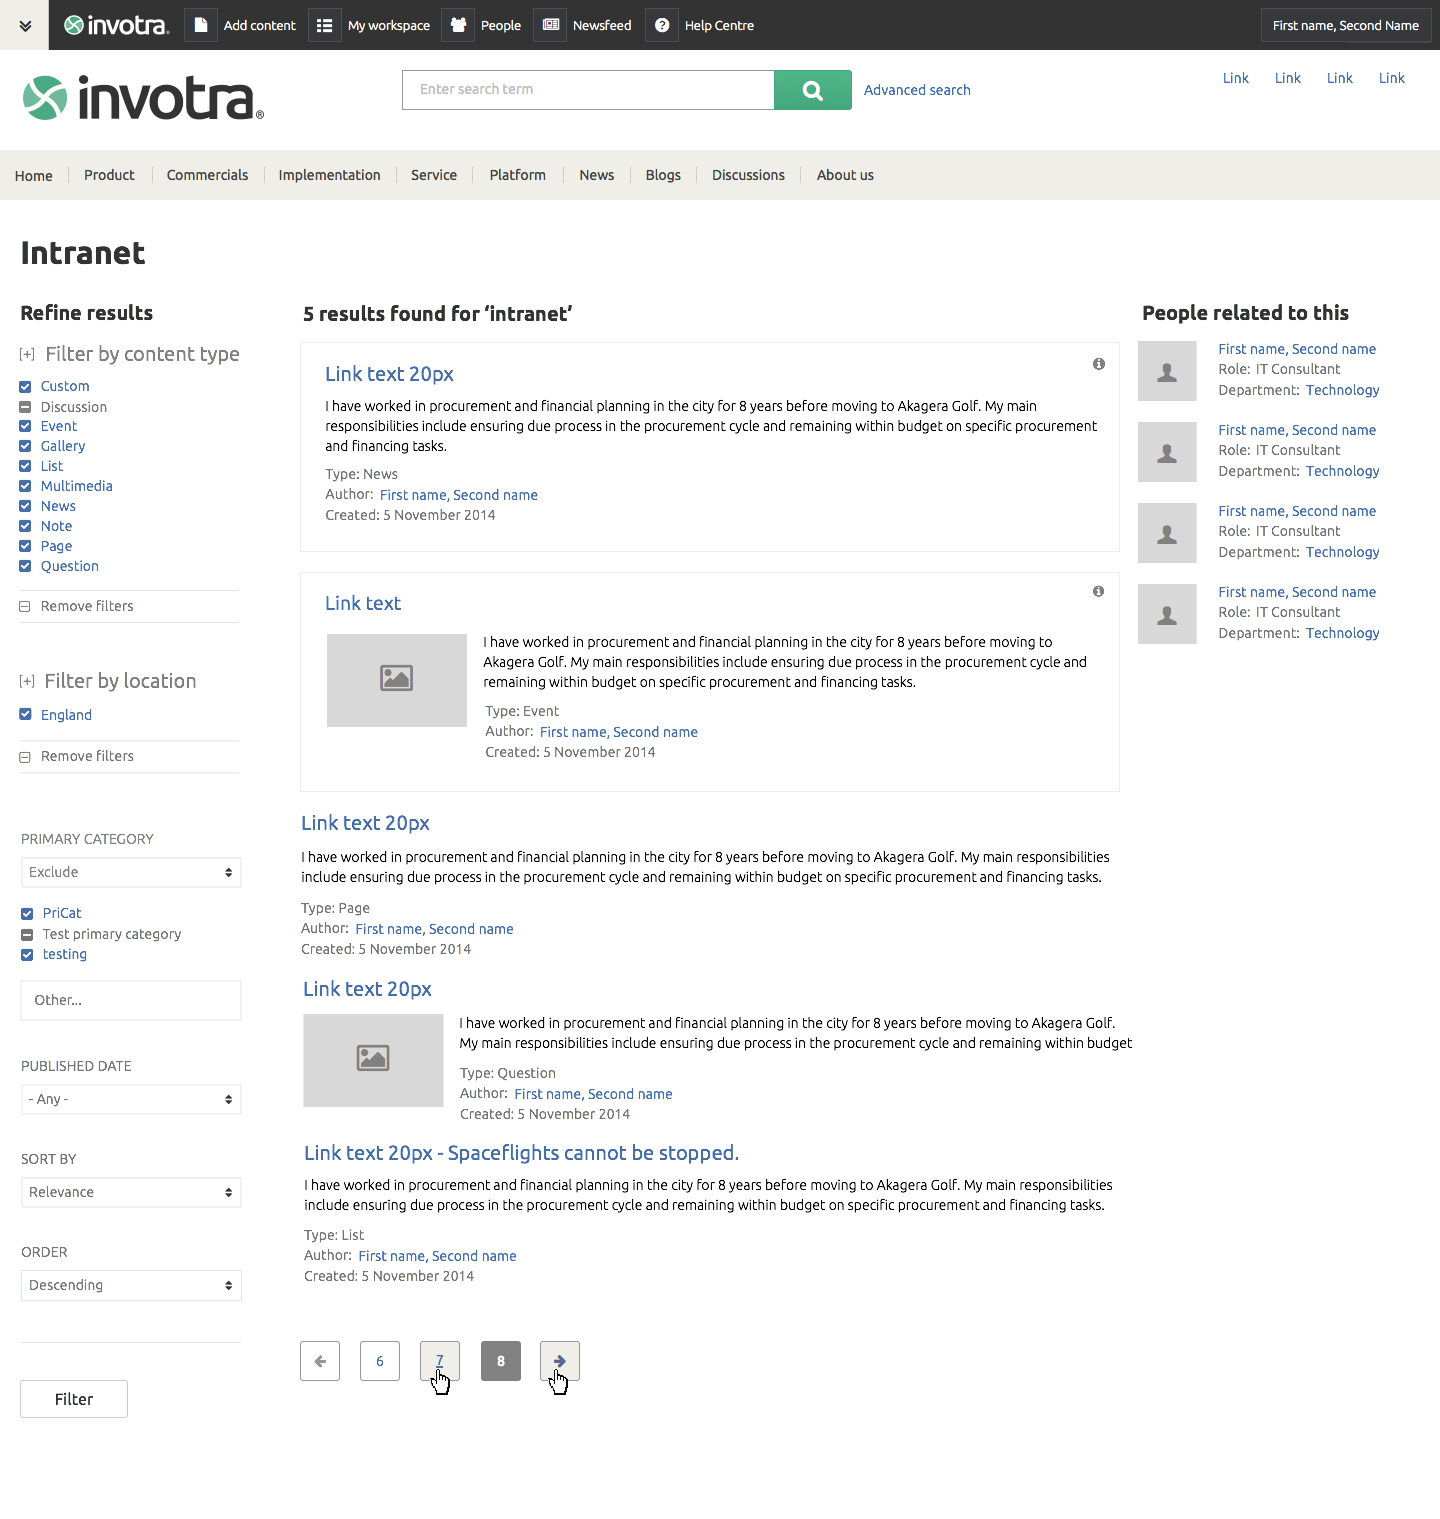 invotra. Add content My workspace People Newsfeed Help Centre First name, Second Name
invotra® Enter search term Advanced search Link Link Link Link
Home Product Commercials Implementation Service Platform News Blogs Discussions About us
Intranet
Refine results
[+] Filter by content type
Custom
Discussion
Event
Gallery
List
Multimedia
News
Note
Page
Question
Remove filters
[+] Filter by location
England
Remove filters
PRIMARY CATEGORY
Exclude
PriCat
Test primary category
testing
Other...
PUBLISHED DATE
- Any -
SORT BY
Relevance
ORDER
Descending
Filter
5 results found for ‘intranet’
Link text 20px
I have worked in procurement and financial planning in the city for 8 years before moving to Akagera Golf. My main
responsibilities include ensuring due process in the procurement cycle and remaining within budget on specific procurement
and financing tasks.
Type: News
Author: First name, Second name
Created: 5 November 2014
Link text
I have worked in procurement and financial planning in the city for 8 years before moving to
Akagera Golf. My main responsibilities include ensuring due process in the procurement cycle and
remaining within budget on specific procurement and financing tasks.
Type: Event
Author: First name, Second name
Created: 5 November 2014
Link text 20px
I have worked in procurement and financial planning in the city for 8 years before moving to Akagera Golf. My main responsibilities
include ensuring due process in the procurement cycle and remaining within budget on specific procurement and financing tasks.
Type: Page
Author: First name, Second name
Created: 5 November 2014
Link text 20px
I have worked in procurement and financial planning in the city for 8 years before moving to Akagera Golf.
My main responsibilities include ensuring due process in the procurement cycle and remaining within budget
Type: Question
Author: First name, Second name
Created: 5 November 2014
Link text 20px - Spaceflights cannot be stopped.
I have worked in procurement and financial planning in the city for 8 years before moving to Akagera Golf. My main responsibilities
include ensuring due process in the procurement cycle and remaining within budget on specific procurement and financing tasks.
Type: List
Author: First name, Second name
Created: 5 November 2014
6 7 8
People related to this
First name, Second name
Role: IT Consultant
Department: Technology
First name, Second name
Role: IT Consultant
Department: Technology
First name, Second name
Role: IT Consultant
Department: Technology
First name, Second name
Role: IT Consultant
Department: Technology